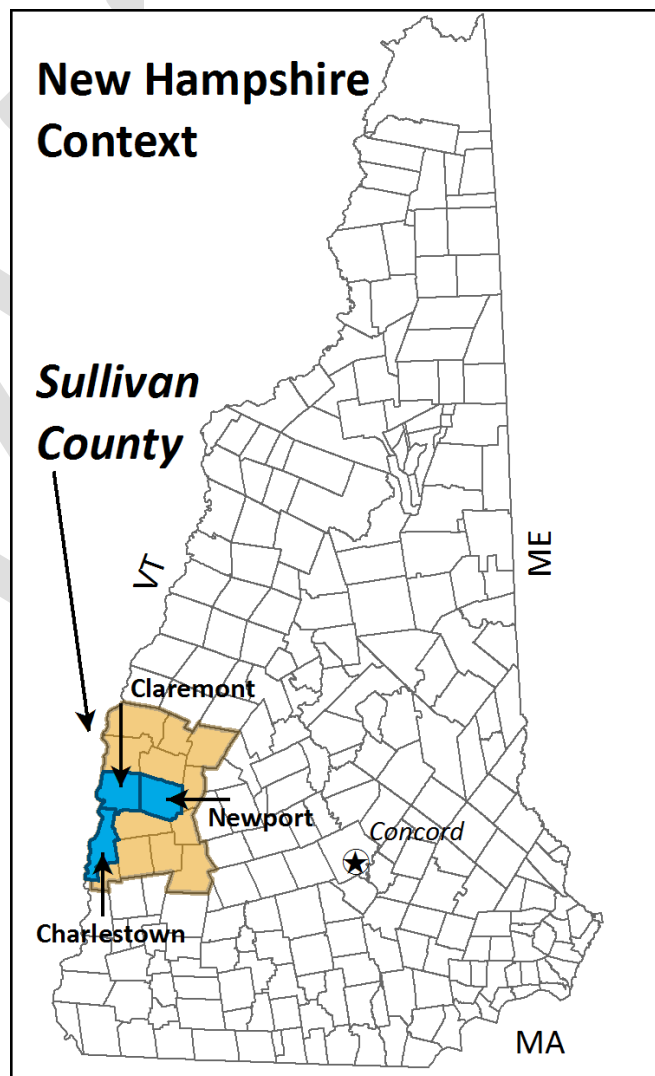 New Hampshire
Context
Sullivan
County
VT
ME
Claremont
Newport
Concord
Charlestown
MA